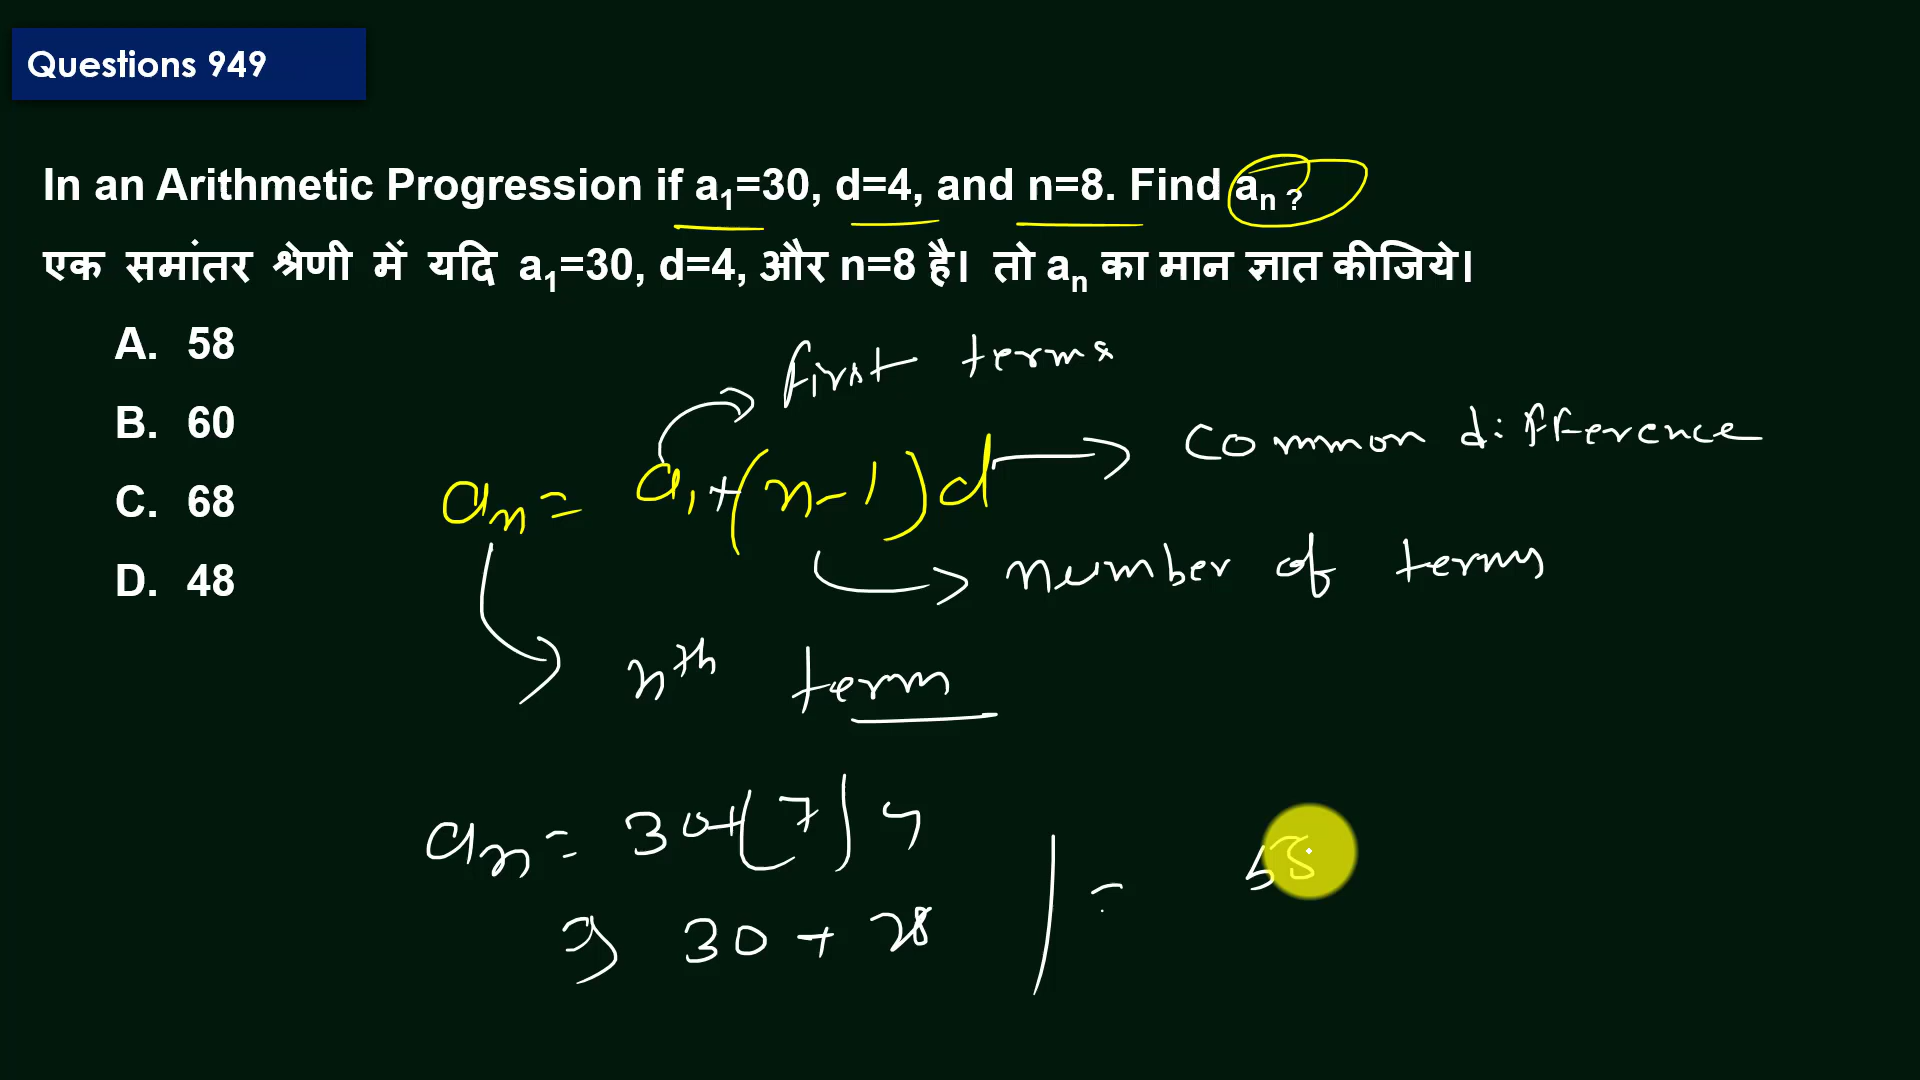 Questions 949
In an Arithmetic Progression if a₁=30, d=4, and n=8. Find aₙ ?
एक समांतर श्रेणी में यदि a₁=30, d=4, और n=8 है। तो aₙ का मान ज्ञात कीजिये।
A. 58
B. 60
C. 68
D. 48
first terms
common difference
aₙ = a₁+(n-1)d
number of terms
nᵗʰ term
aₙ = 30+(7)4
⇒ 30 + 28
= 58